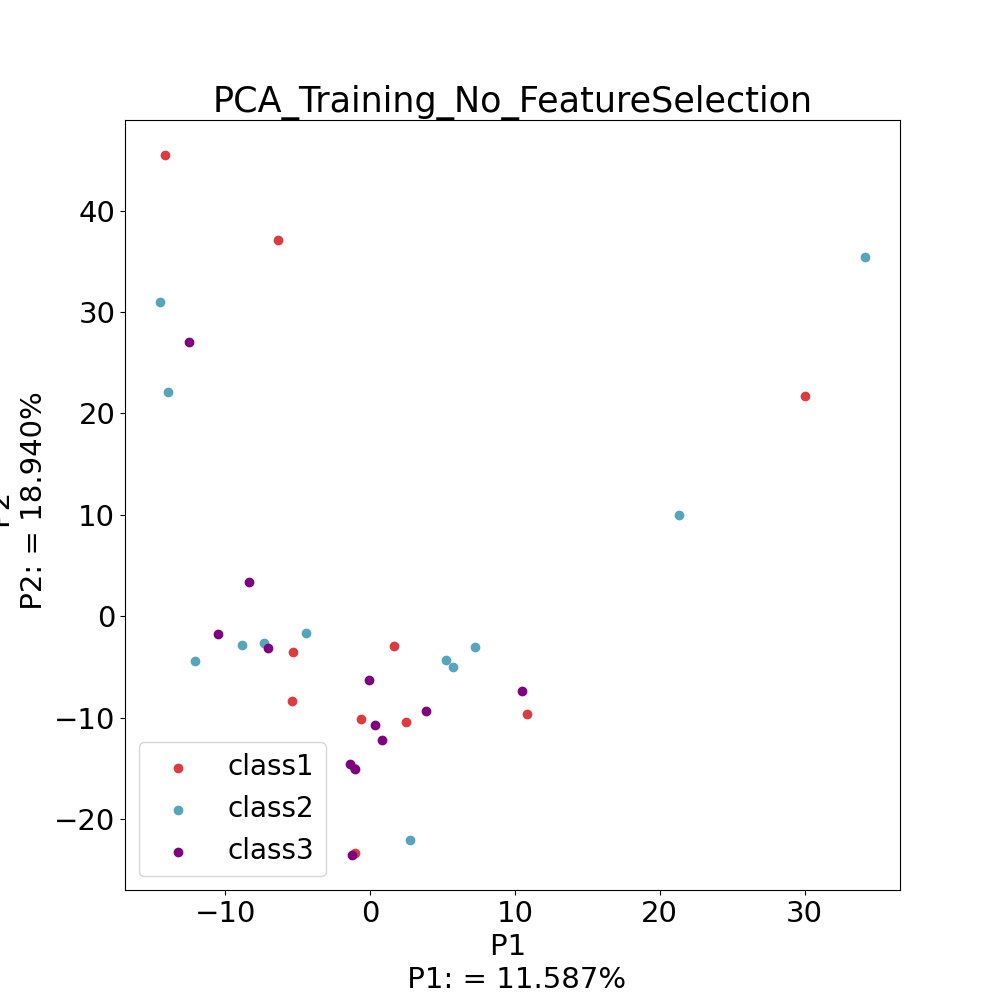 PCA_Training_No_FeatureSelection
40
30
20
10
0
−10
−20
P2: = 18.940%
class1
class2
class3
−10
0
10
20
30
P1
P1: = 11.587%